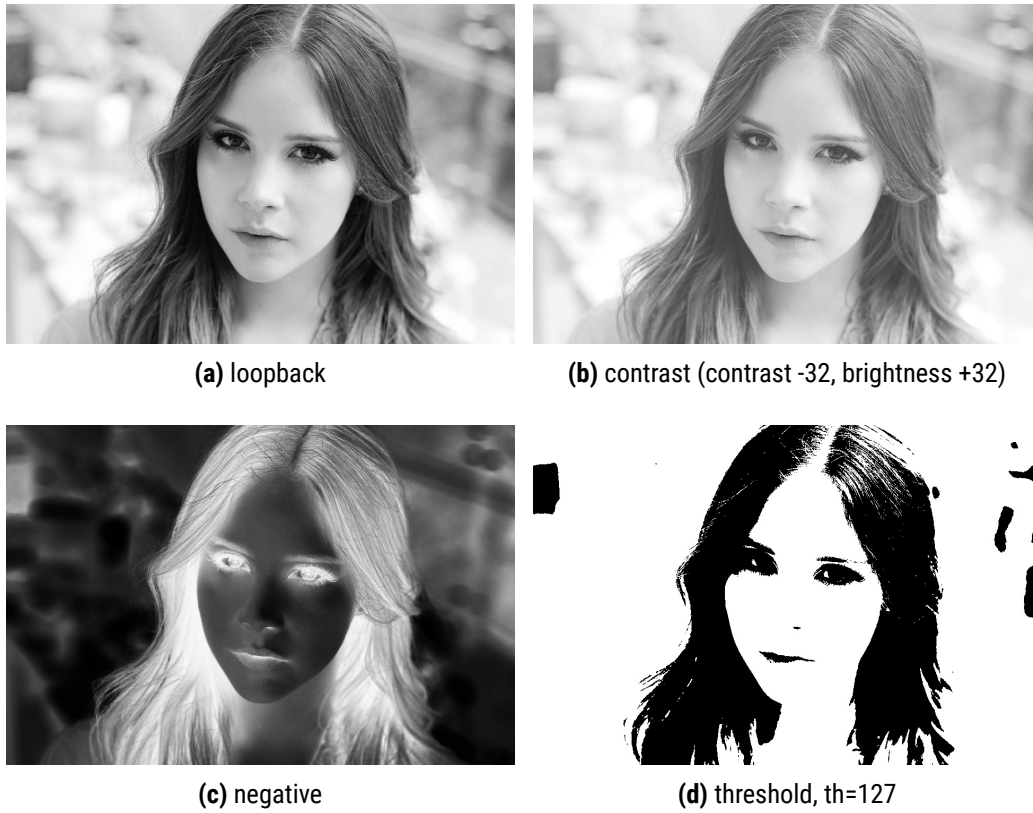 (a) loopback
(b) contrast (contrast -32, brightness +32)
(c) negative
(d) threshold, th=127